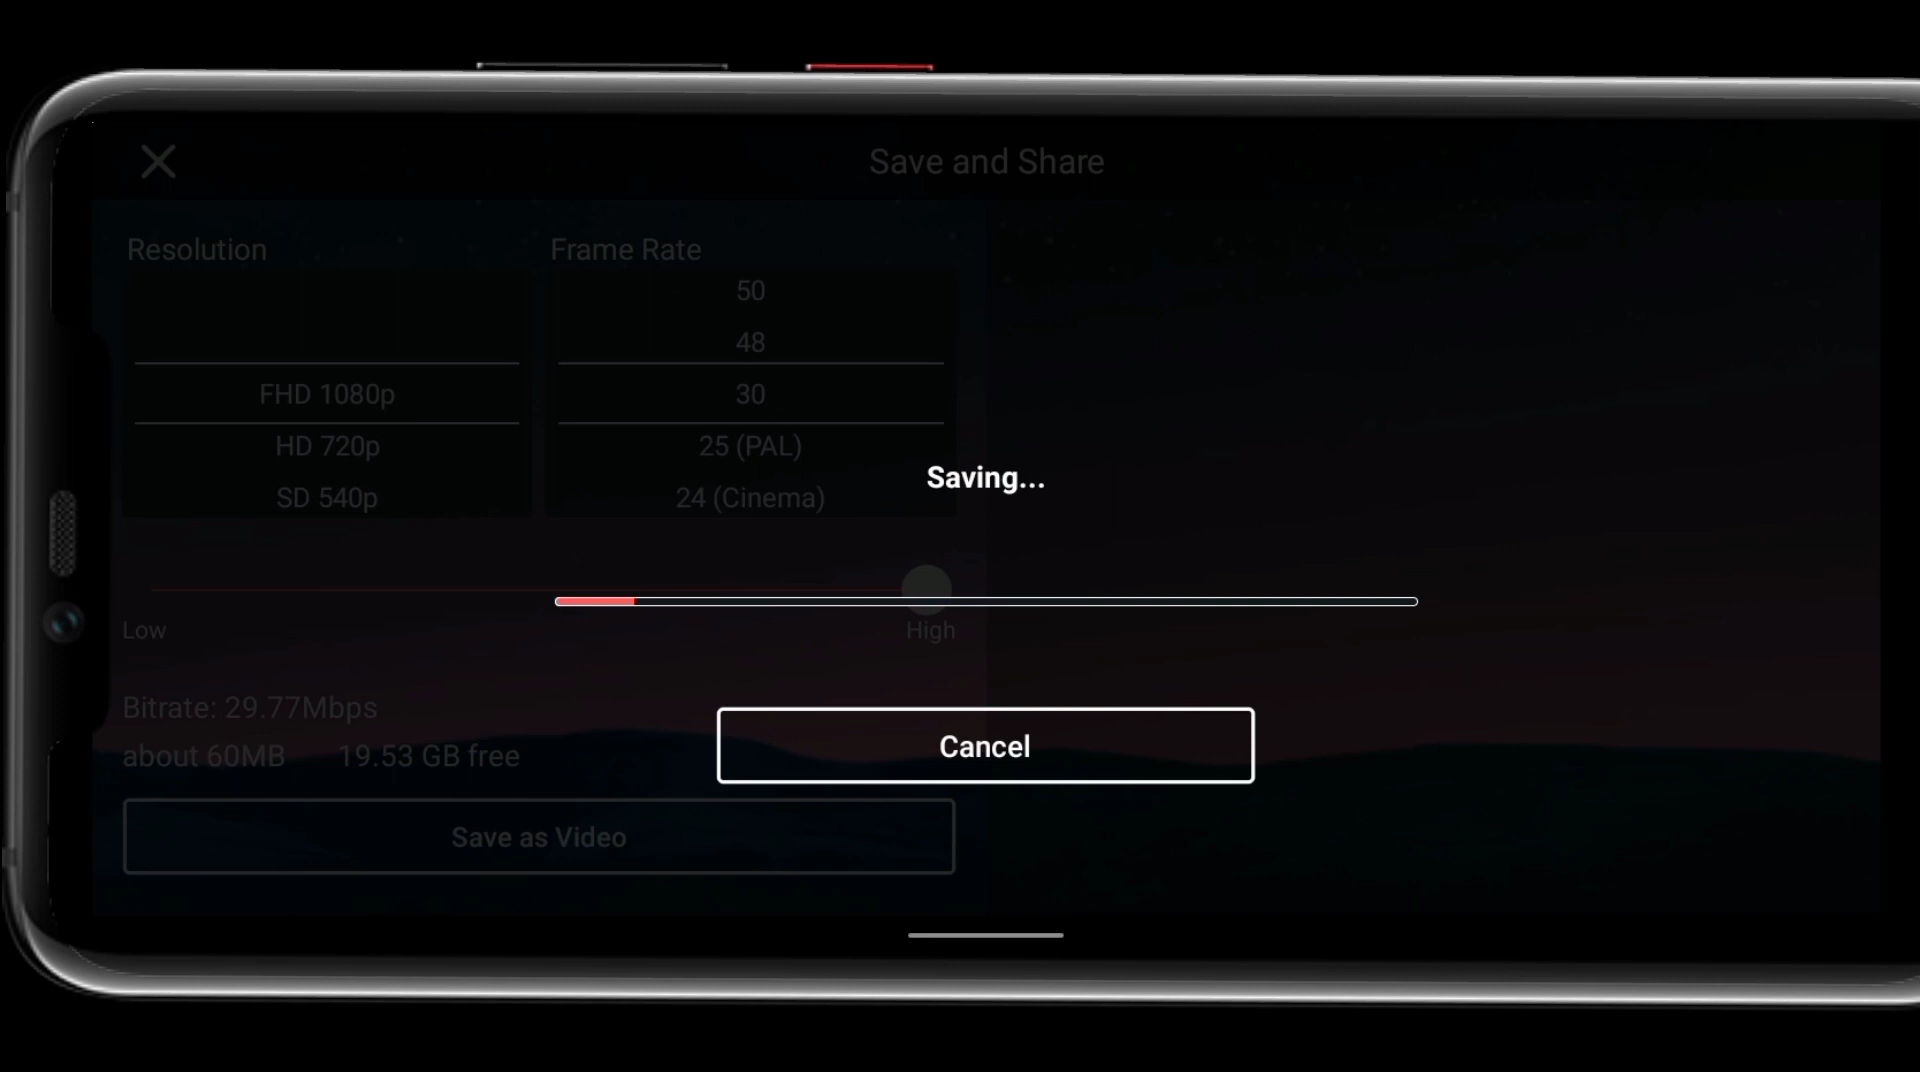 Save and Share
Resolution
Frame Rate
50
48
FHD 1080p
30
HD 720p
25 (PAL)
SD 540p
24 (Cinema)
Saving...
Low
High
Bitrate: 29.77Mbps
about 60MB 19.53 GB free
Cancel
Save as Video